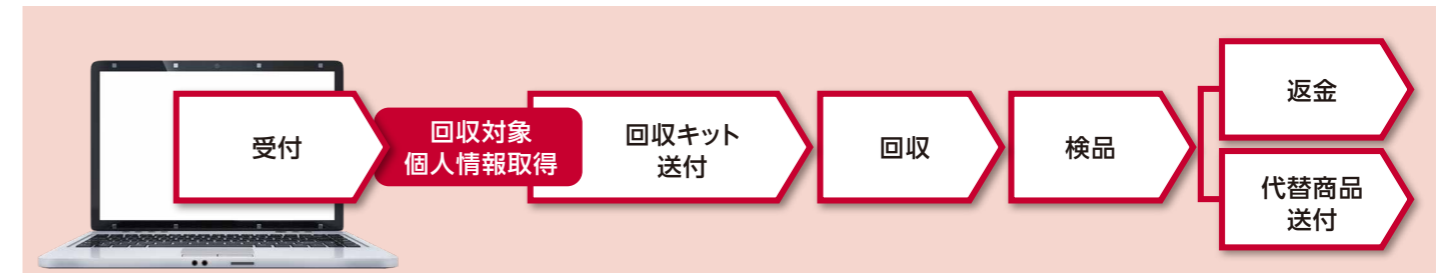 受付
回収対象
個人情報取得
回収キット
送付
回収
検品
返金
代替商品
送付